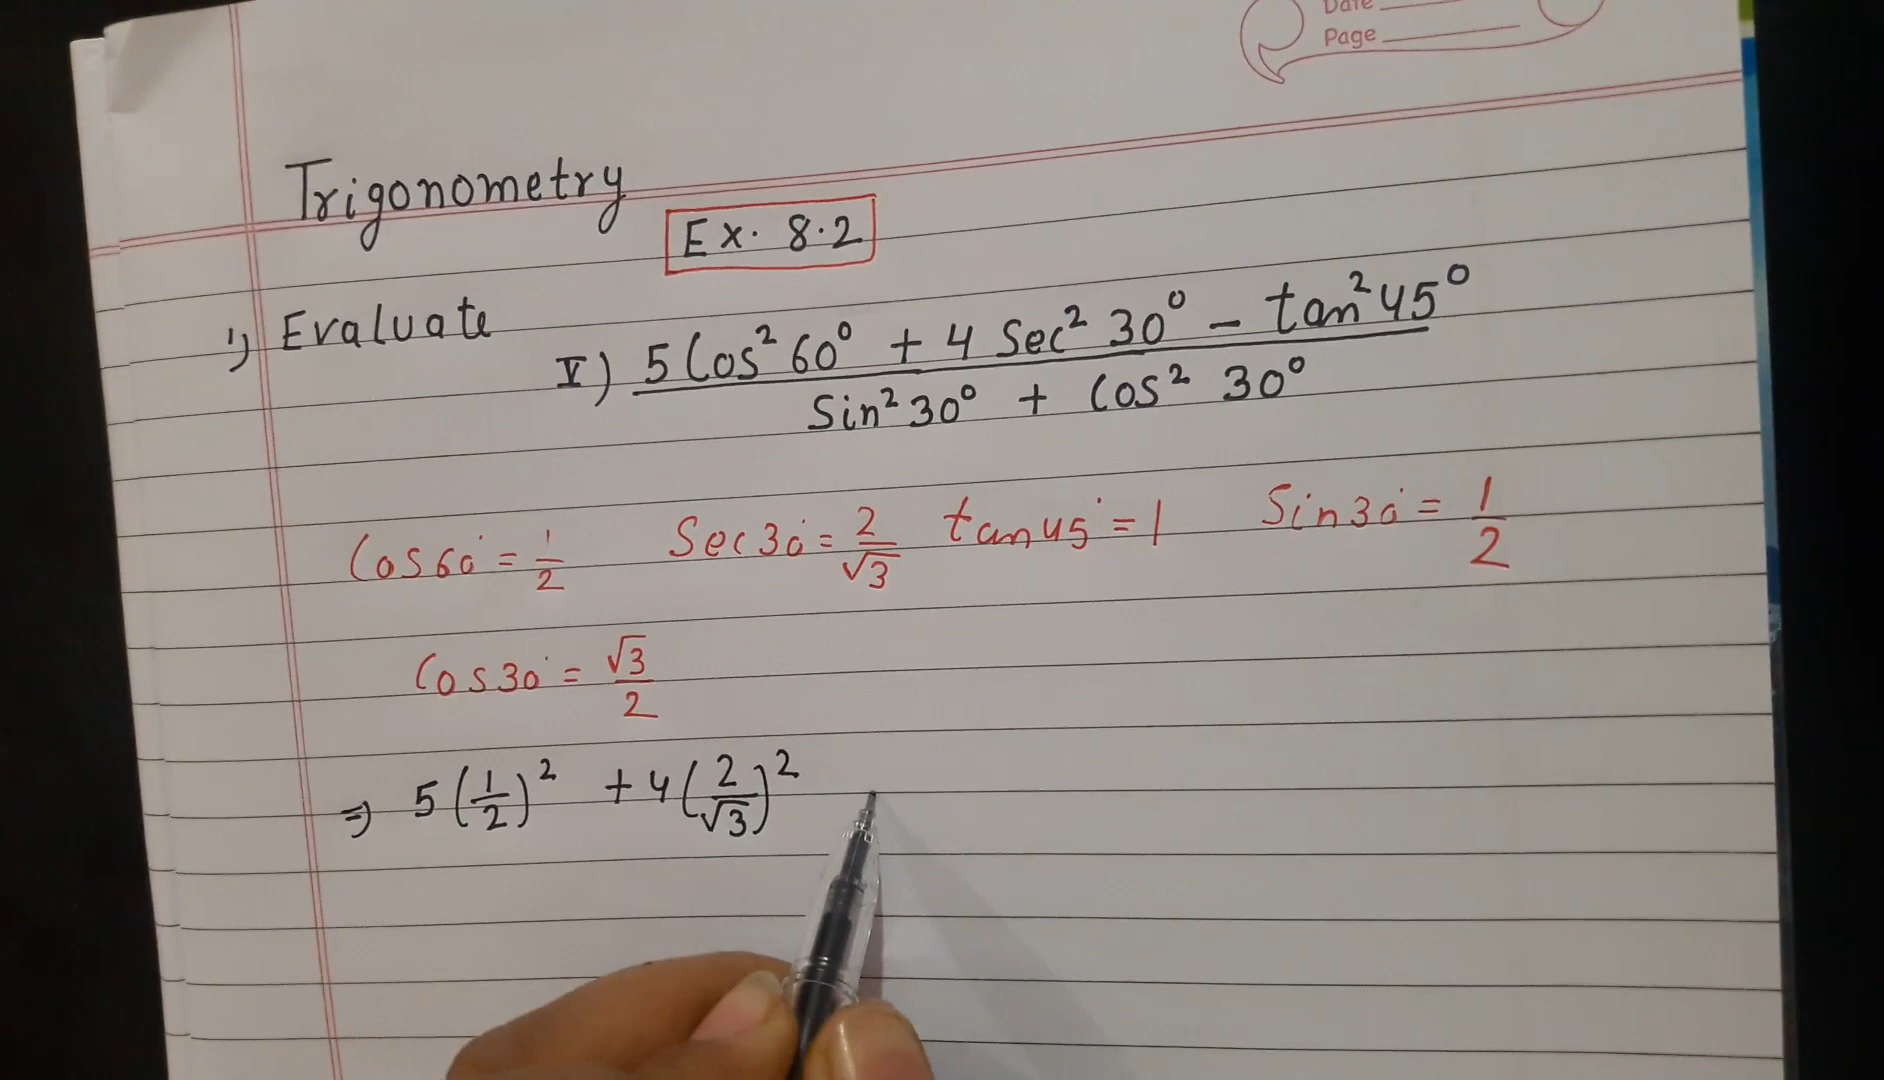 Date
Page
Trigonometry
Ex. 8.2
1) Evaluate
V) 5 Cos² 60° + 4 Sec² 30° - tan² 45°
Sin² 30° + Cos² 30°
Cos 60° = 1/2 Sec 30° = 2/√3 tan 45° = 1 Sin 30° = 1/2
Cos 30° = √3/2
⇒ 5(1/2)² + 4(2/√3)²